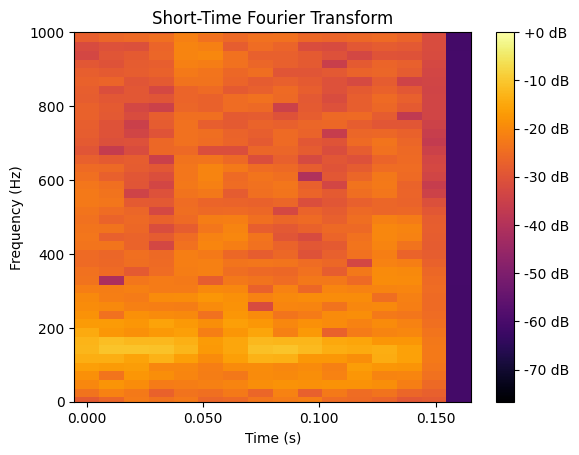 Short-Time Fourier Transform
1000
800
600
400
200
0
Frequency (Hz)
0.000
0.050
0.100
0.150
Time (s)
+0 dB
-10 dB
-20 dB
-30 dB
-40 dB
-50 dB
-60 dB
-70 dB